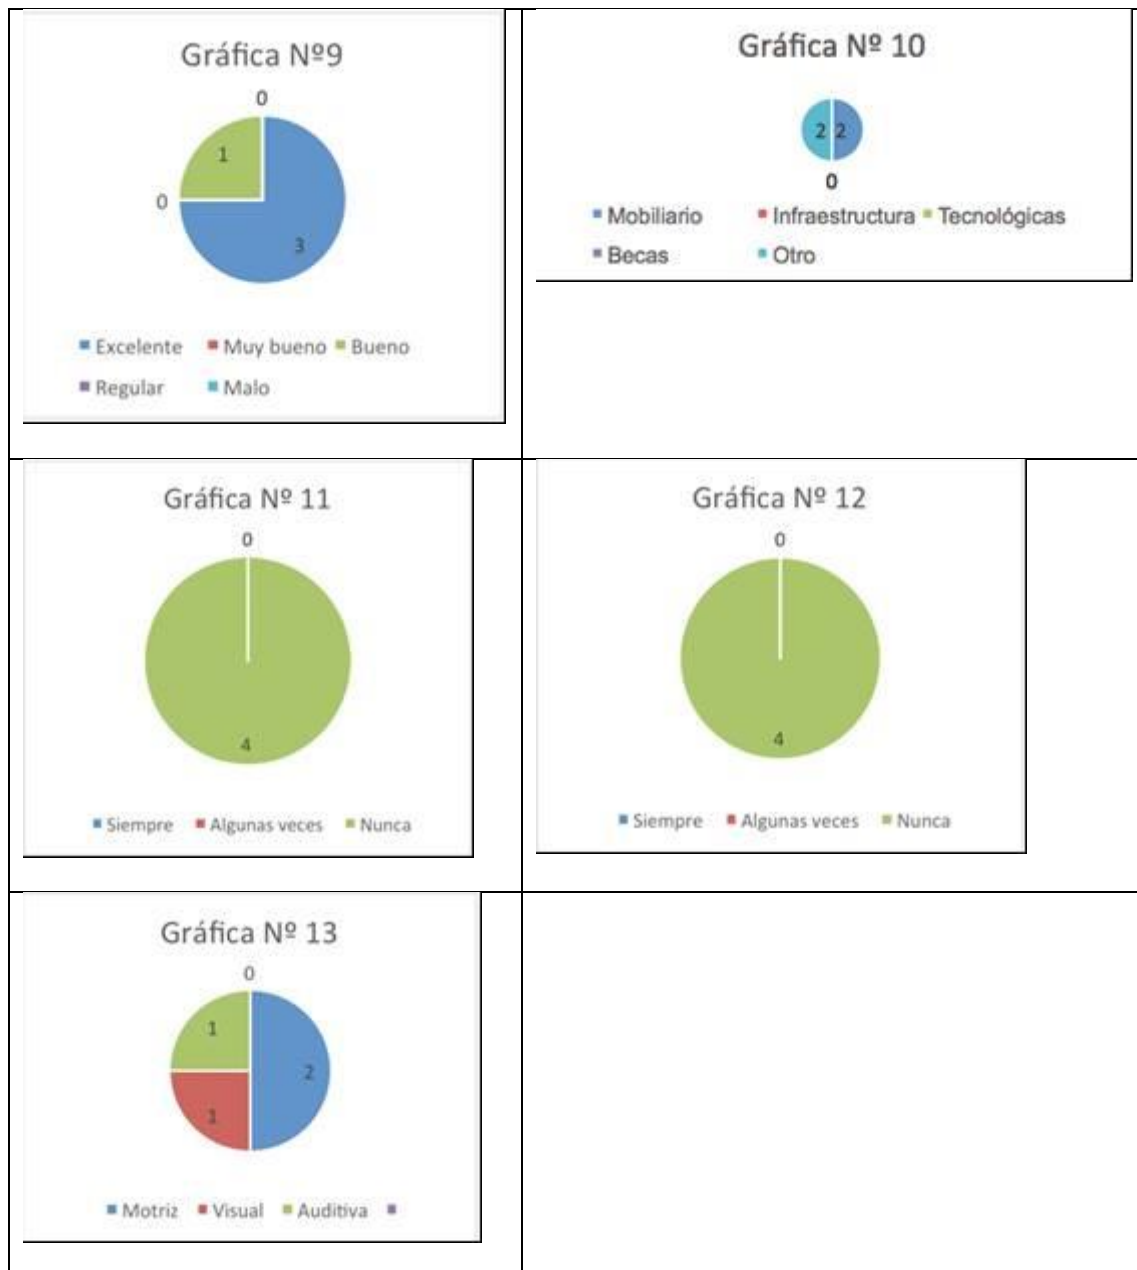 Gráfica Nº9
0
1
0
3
Excelente Muy bueno Bueno
Regular Malo
Gráfica Nº 10
2 2
0
Mobiliario Infraestructura Tecnológicas
Becas Otro
Gráfica Nº 11
0
4
Siempre Algunas veces Nunca
Gráfica Nº 12
0
4
Siempre Algunas veces Nunca
Gráfica Nº 13
0
1
2
1
Motriz Visual Auditiva